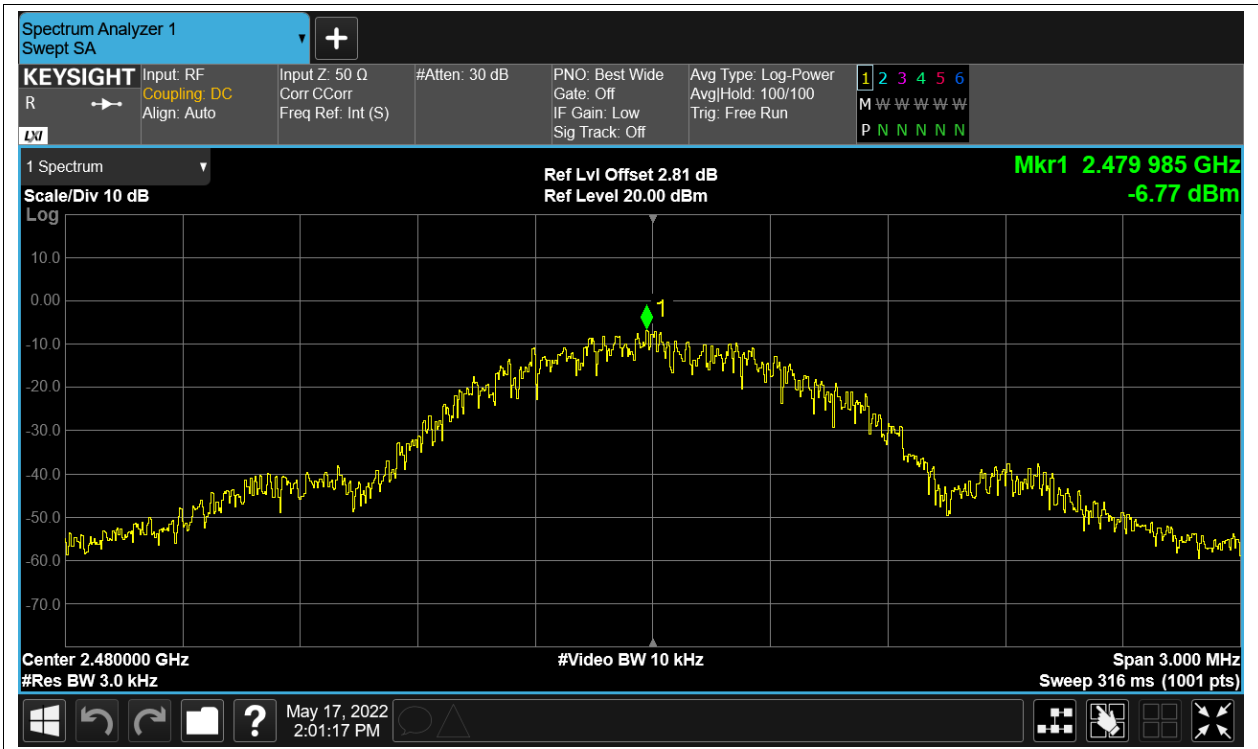 Spectrum Analyzer 1
Swept SA
KEYSIGHT
R
LXI
Input: RF
Coupling: DC
Align: Auto
Input Z: 50 Ω
Corr CCorr
Freq Ref: Int (S)
#Atten: 30 dB
PNO: Best Wide
Gate: Off
IF Gain: Low
Sig Track: Off
Avg Type: Log-Power
Avg|Hold: 100/100
Trig: Free Run
1 2 3 4 5 6
M W W W W W
P N N N N N
1 Spectrum
Scale/Div 10 dB
Log
Ref Lvl Offset 2.81 dB
Ref Level 20.00 dBm
Mkr1 2.479 985 GHz
-6.77 dBm
10.0
0.00
-10.0
-20.0
-30.0
-40.0
-50.0
-60.0
-70.0
1
Center 2.480000 GHz
#Res BW 3.0 kHz
#Video BW 10 kHz
Span 3.000 MHz
Sweep 316 ms (1001 pts)
?
May 17, 2022
2:01:17 PM